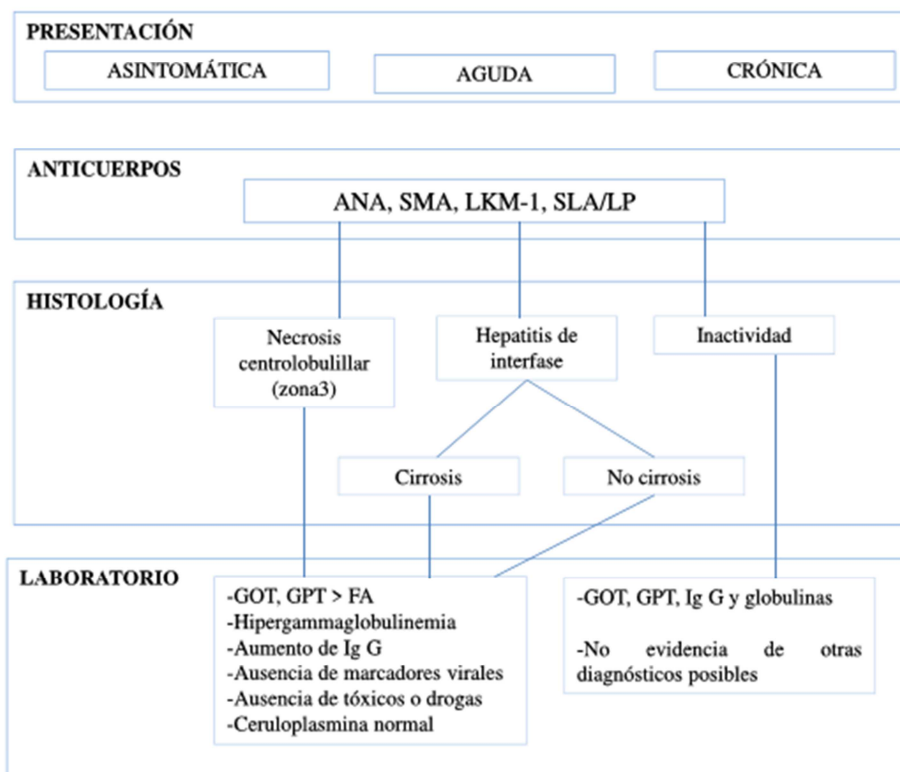 PRESENTACIÓN
ASINTOMÁTICA
AGUDA
CRÓNICA
ANTICUERPOS
ANA, SMA, LKM-1, SLA/LP
HISTOLOGÍA
Necrosis
centrolobulillar
(zona3)
Hepatitis de
interfase
Inactividad
Cirrosis
No cirrosis
LABORATORIO
-GOT, GPT > FA
-Hipergammaglobulinemia
-Aumento de Ig G
-Ausencia de marcadores virales
-Ausencia de tóxicos o drogas
-Ceruloplasmina normal
-GOT, GPT, Ig G y globulinas
-No evidencia de otras
diagnósticos posibles